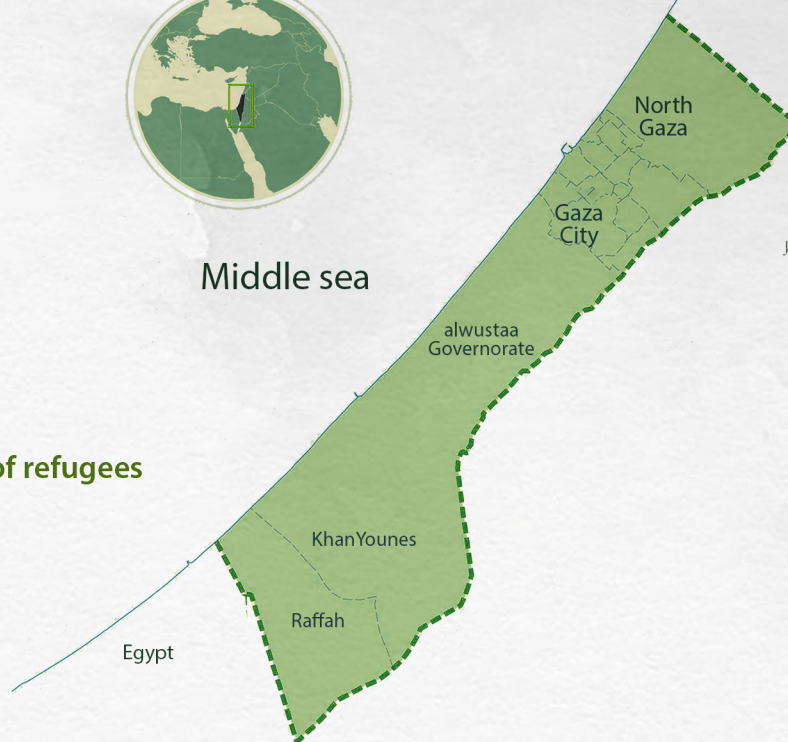 North
Gaza
Gaza
City
Middle sea
alwustaa
Governorate
of refugees
KhanYounes
Raffah
Egypt